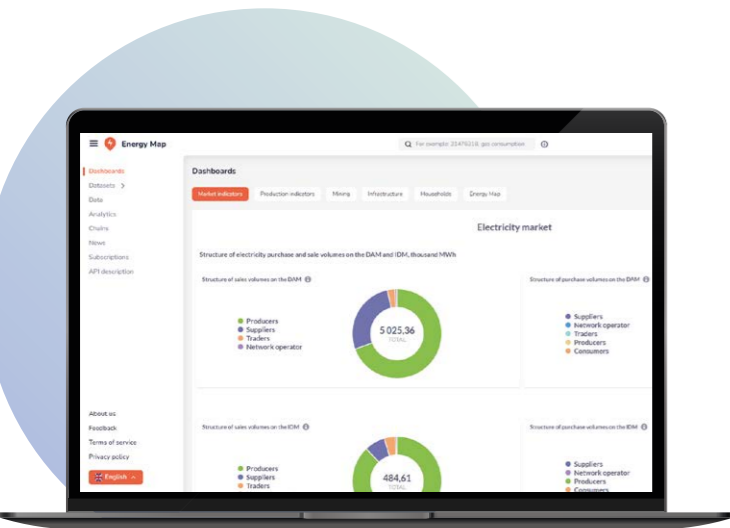 Energy Map
For example: 21476318, gas consumption
Dashboards
Datasets
Data
Analytics
Chains
News
Subscriptions
API description
About us
Feedback
Terms of service
Privacy policy
English
Dashboards
Market indicators Production indicators Mining Infrastructure Households Energy Map
Electricity market
Structure of electricity purchase and sale volumes on the DAM and IDM, thousand MWh
Structure of sales volumes on the DAM
Producers
Suppliers
Traders
Network operator
5 025,36
TOTAL
Structure of purchase volumes on the DAM
Suppliers
Network operator
Traders
Producers
Consumers
Structure of sales volumes on the IDM
Producers
Suppliers
Traders
484,61
TOTAL
Structure of purchase volumes on the IDM
Suppliers
Network operator
Producers
Consumers